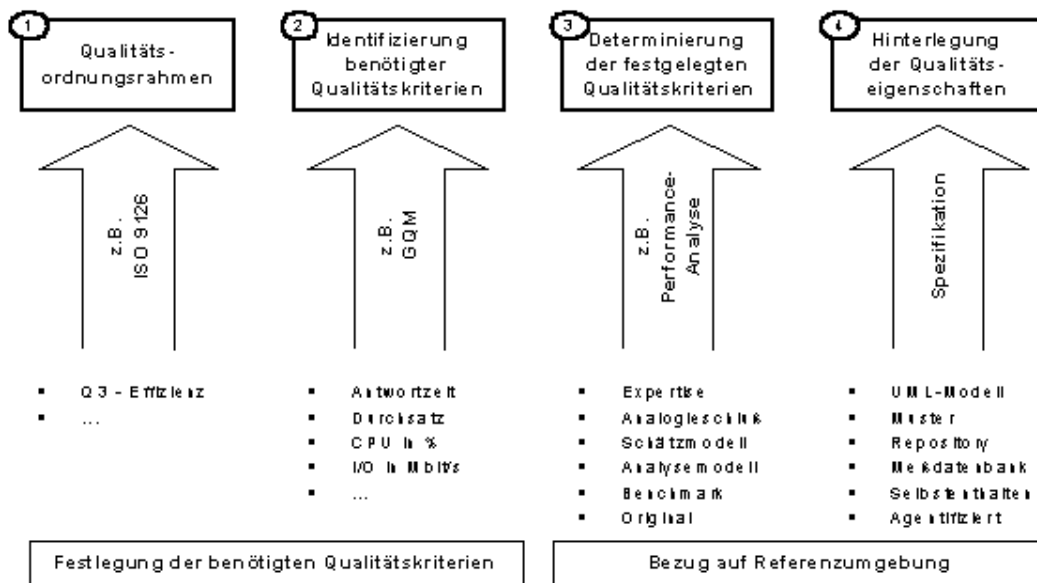 1
Qualitäts-
ordnungsrahmen
2
Identifizierung
benötigter
Qualitätskriterien
3
Determinierung
der festgelegten
Qualitätskriterien
4
Hinterlegung
der Qualitäts-
eigenschaften
z.B.
ISO 9126
z.B.
GQM
z.B.
Performance-
Analyse
Spezifikation
▪ Q3 - Effizienz
▪ ...
▪ Antwortzeit
▪ Durchsatz
▪ CPU in %
▪ I/O in Mbit/s
▪ ...
▪ Expertise
▪ Analogieschluß
▪ Schätzmodell
▪ Analysemodell
▪ Benchmark
▪ Original
▪ UML-Modell
▪ Muster
▪ Repository
▪ Meßdatenbank
▪ Selbstenthalten
▪ Agentifiziert
Festlegung der benötigten Qualitätskriterien
Bezug auf Referenzumgebung